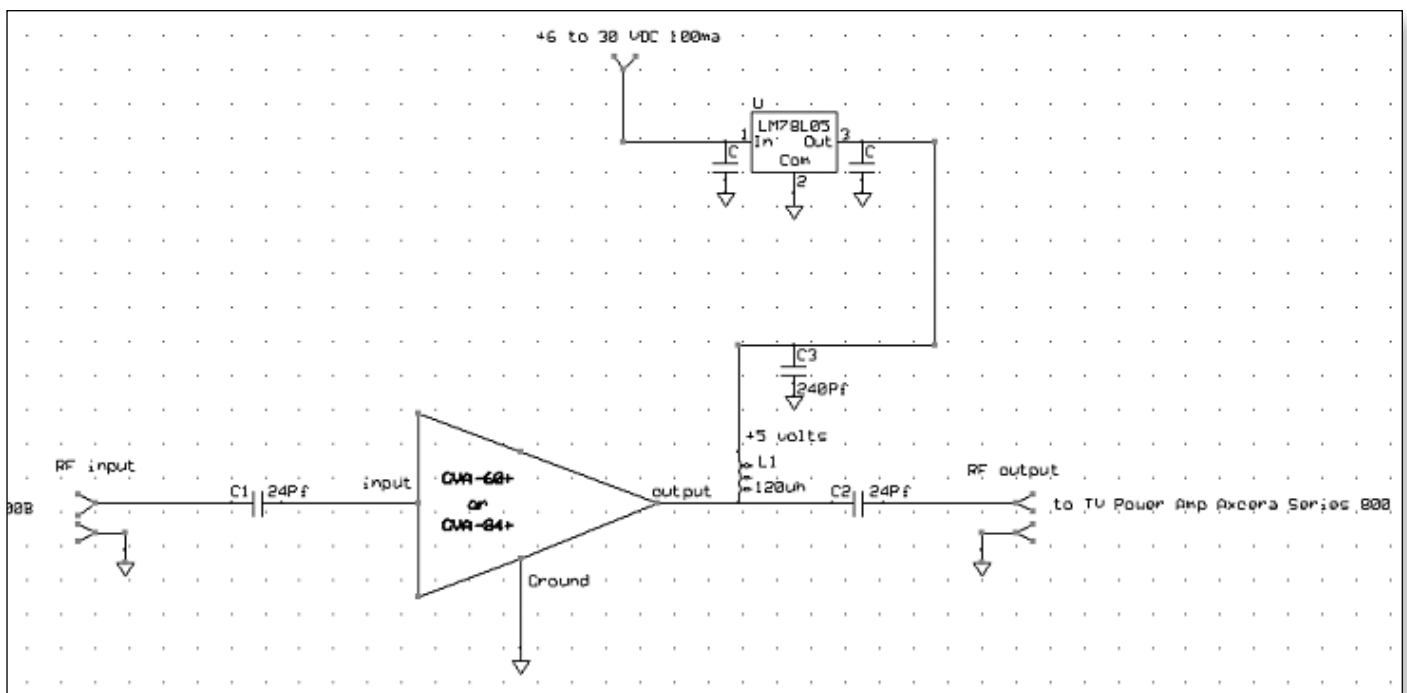 +6 to 30 VDC 100ma
U
LM78L05
1 In Out 3
Com
2
C
C
C3
240Pf
+5 volts
L1
120uh
RF input
C1 24Pf
input
CVA-60+
or
CVA-84+
output
C2 24Pf
RF output
to TV Power Amp Axcera Series 800
00B
Ground